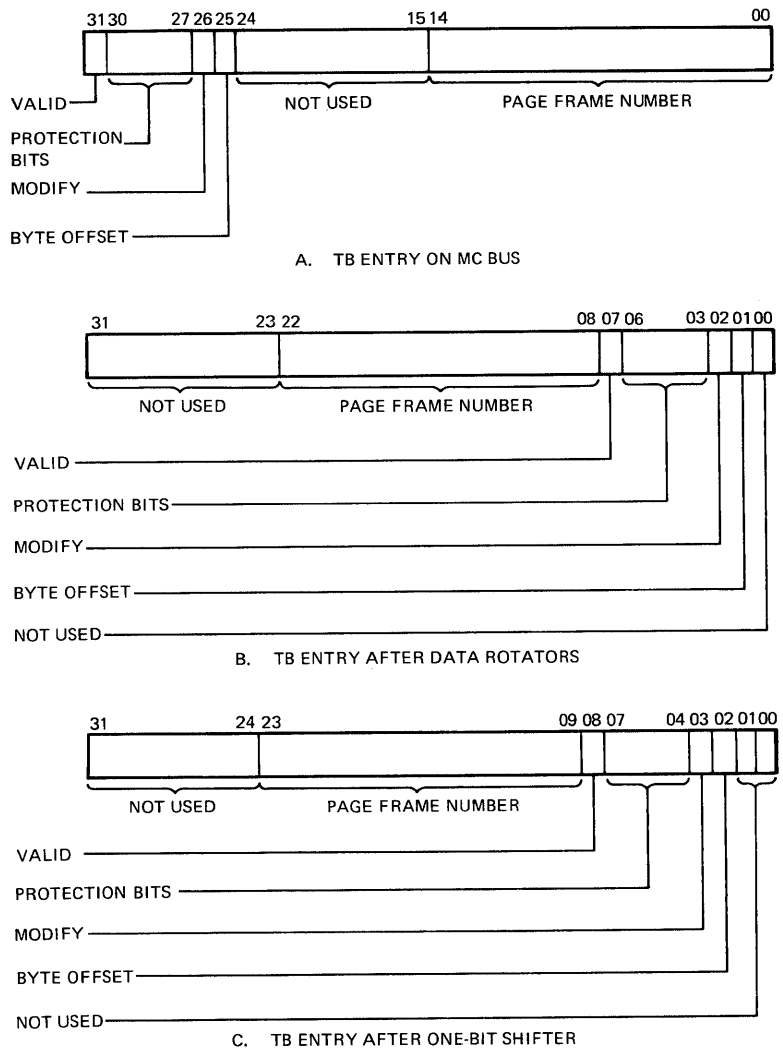 31 30 27 26 25 24 15 14 00
VALID
NOT USED PAGE FRAME NUMBER
PROTECTION
BITS
MODIFY
BYTE OFFSET
A. TB ENTRY ON MC BUS
31 23 22 08 07 06 03 02 01 00
NOT USED PAGE FRAME NUMBER
VALID
PROTECTION BITS
MODIFY
BYTE OFFSET
NOT USED
B. TB ENTRY AFTER DATA ROTATORS
31 24 23 09 08 07 04 03 02 01 00
NOT USED PAGE FRAME NUMBER
VALID
PROTECTION BITS
MODIFY
BYTE OFFSET
NOT USED
C. TB ENTRY AFTER ONE-BIT SHIFTER